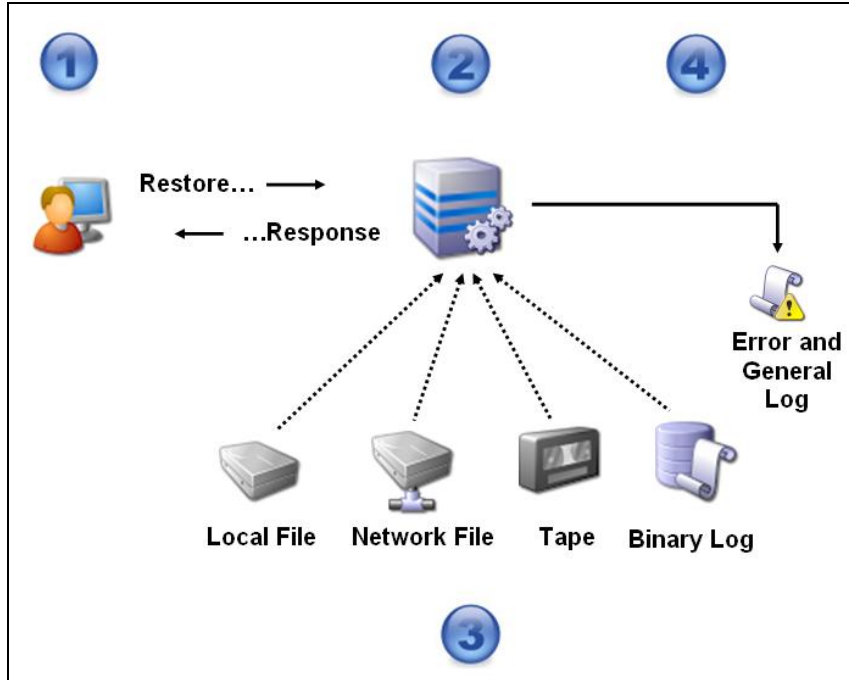 1
2
4
Restore…
…Response
Error and
General
Log
Local File
Network File
Tape
Binary Log
3